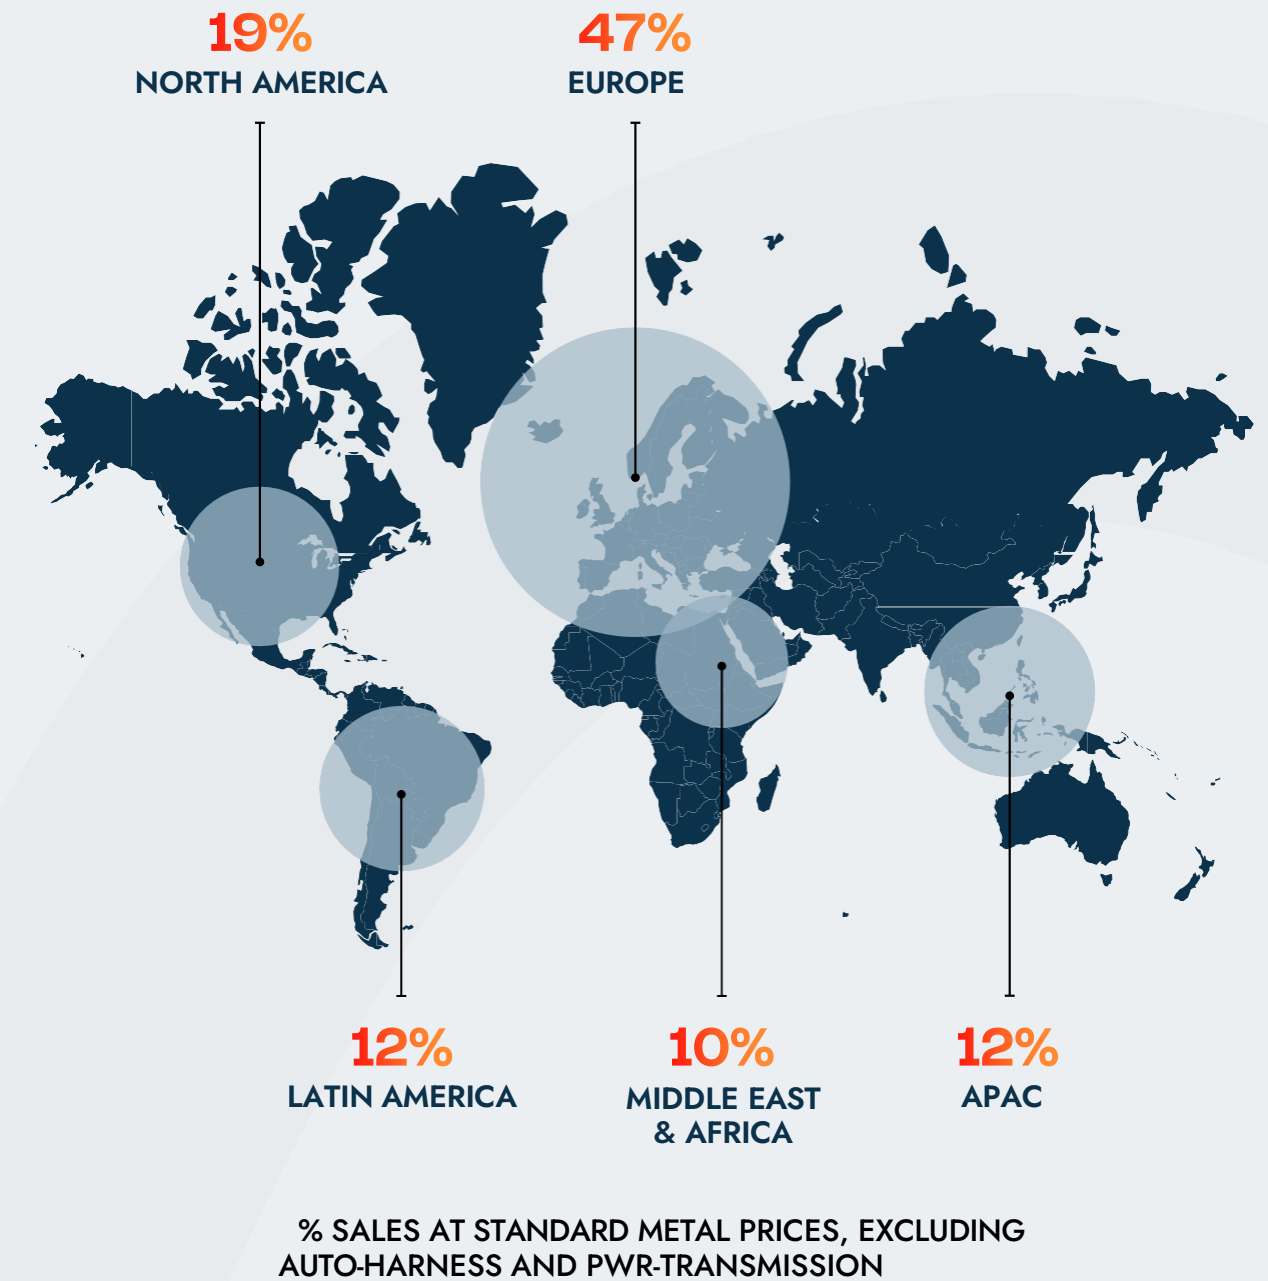 19%
NORTH AMERICA
47%
EUROPE
12%
LATIN AMERICA
10%
MIDDLE EAST
& AFRICA
12%
APAC
% SALES AT STANDARD METAL PRICES, EXCLUDING
AUTO-HARNESS AND PWR-TRANSMISSION